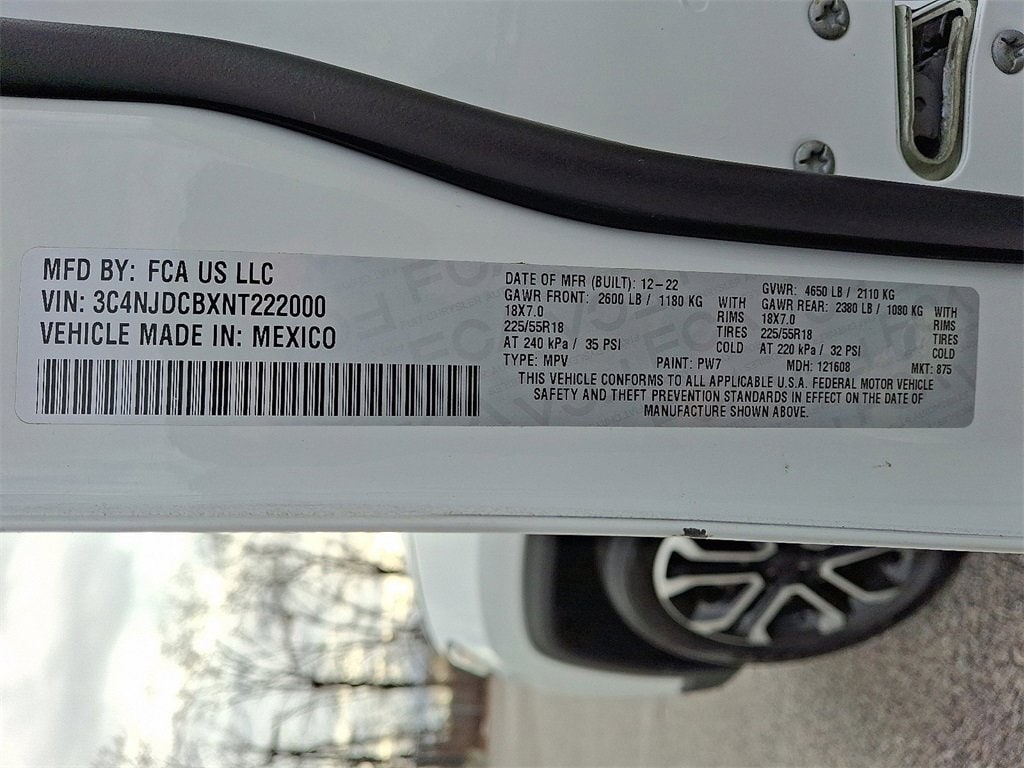 MFD BY: FCA US LLC
VIN: 3C4NJDCBXNT222000
VEHICLE MADE IN: MEXICO
DATE OF MFR (BUILT): 12-22
GAWR FRONT: 2600 LB / 1180 KG WITH
18X7.0 RIMS
225/55R18 TIRES
AT 240 kPa / 35 PSI COLD
TYPE: MPV PAINT: PW7
GVWR: 4650 LB / 2110 KG
GAWR REAR: 2380 LB / 1080 KG WITH
18X7.0 RIMS
225/55R18 TIRES
AT 220 kPa / 32 PSI COLD
MDH: 121608 MKT: 875
THIS VEHICLE CONFORMS TO ALL APPLICABLE U.S.A. FEDERAL MOTOR VEHICLE
SAFETY AND THEFT PREVENTION STANDARDS IN EFFECT ON THE DATE OF
MANUFACTURE SHOWN ABOVE.